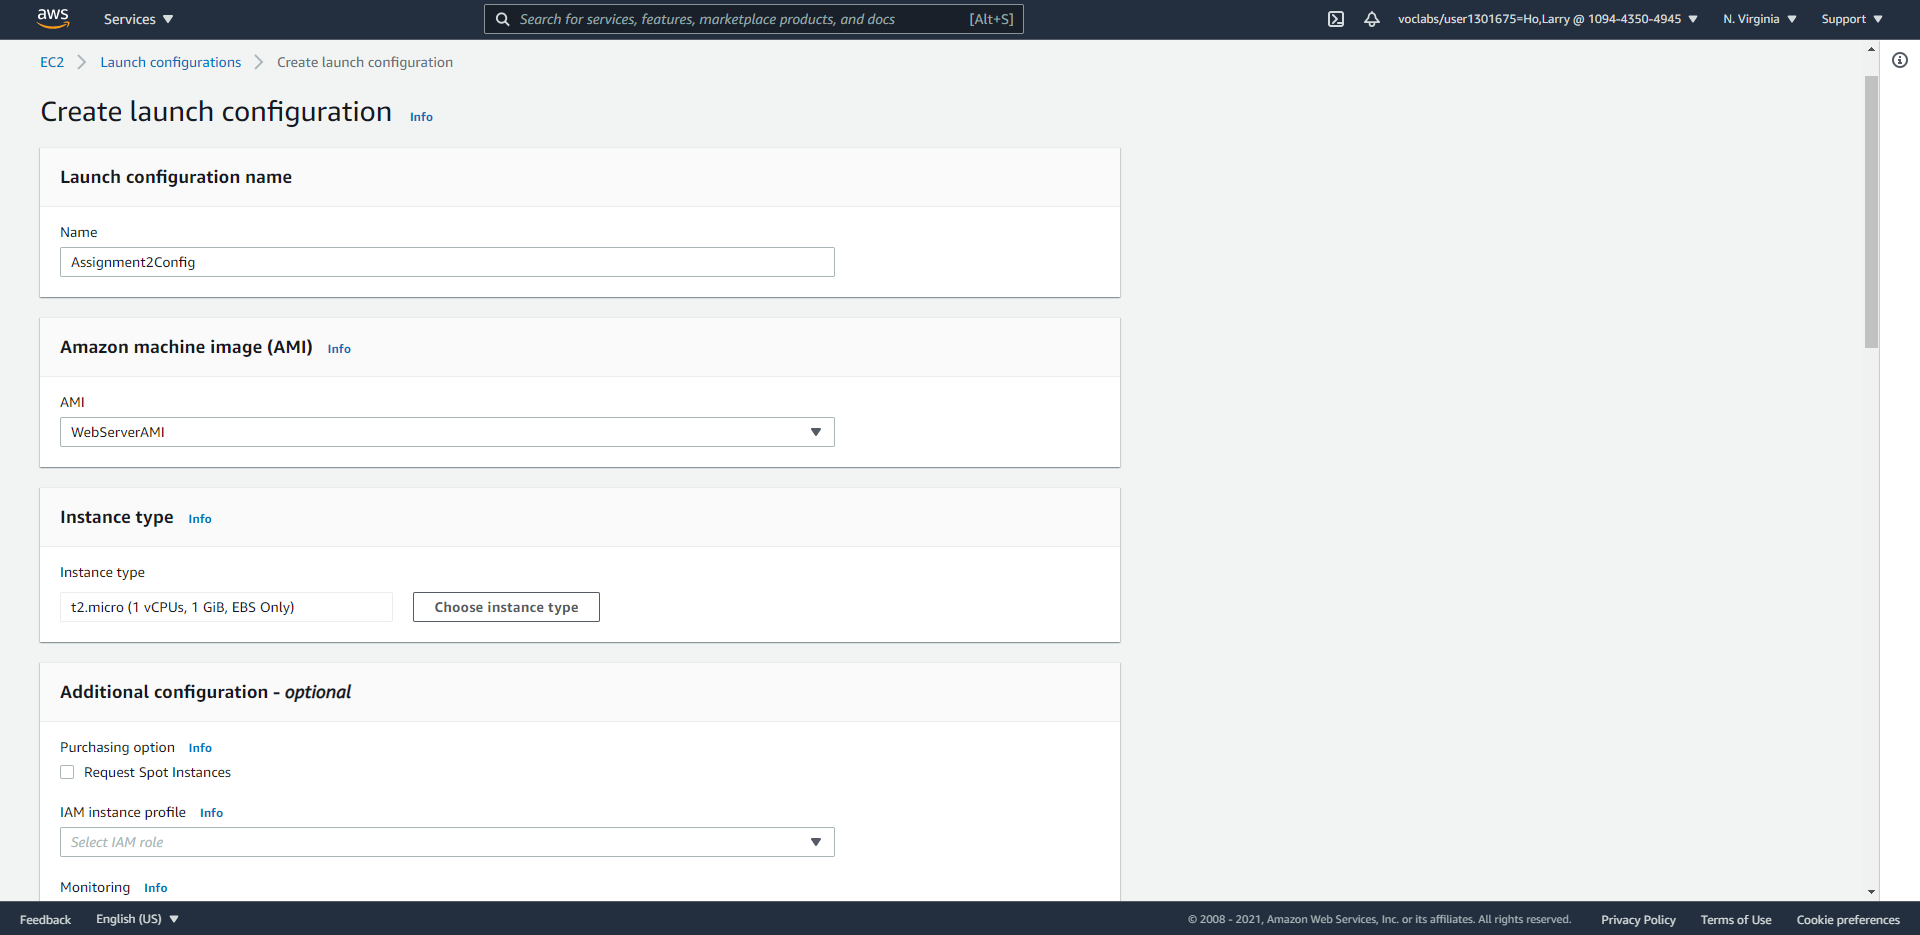 aws
Services
Search for services, features, marketplace products, and docs [Alt+S]
voclabs/user1301675=Ho,Larry @ 1094-4350-4945
N. Virginia
Support
EC2 Launch configurations Create launch configuration
Create launch configuration Info
Launch configuration name
Name
Assignment2Config
Amazon machine image (AMI) Info
AMI
WebServerAMI
Instance type Info
Instance type
t2.micro (1 vCPUs, 1 GiB, EBS Only) Choose instance type
Additional configuration - optional
Purchasing option Info
Request Spot Instances
IAM instance profile Info
Select IAM role
Monitoring Info
Feedback English (US) © 2008 - 2021, Amazon Web Services, Inc. or its affiliates. All rights reserved. Privacy Policy Terms of Use Cookie preferences